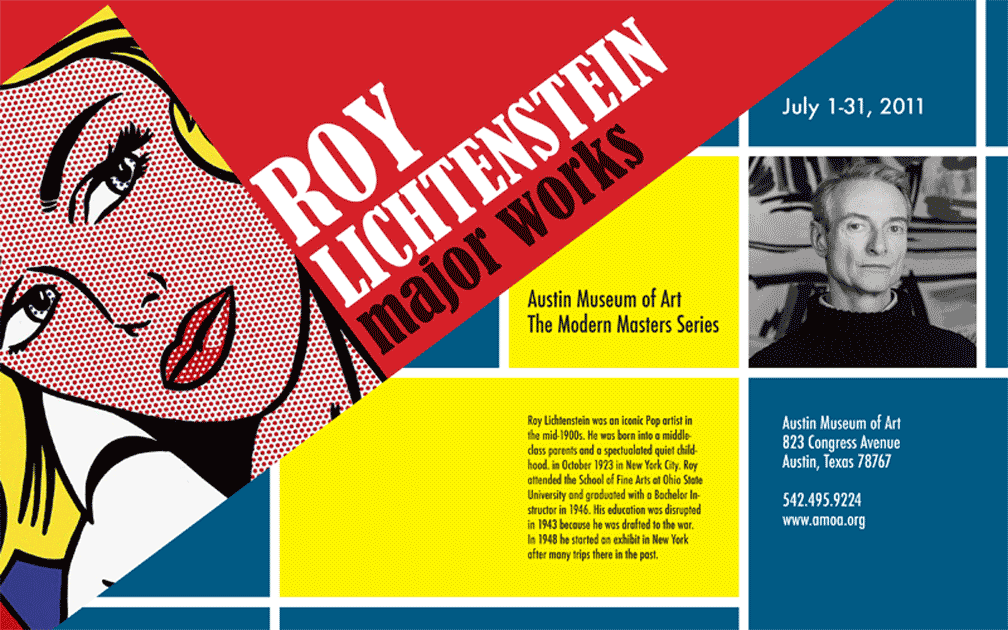 ROY
LICHTENSTEIN
major works
July 1-31, 2011
Austin Museum of Art
The Modern Masters Series
Roy Lichtenstein was an iconic Pop artist in
the mid-1900s. He was born into a middle-
class parents and a spectualated quiet child-
hood. in October 1923 in New York City. Roy
attended the School of Fine Arts at Ohio State
University and graduated with a Bachelor In-
structor in 1946. His education was disrupted
in 1943 because he was drafted to the war.
In 1948 he started an exhibit in New York
after many trips there in the past.
Austin Museum of Art
823 Congress Avenue
Austin, Texas 78767
542.495.9224
www.amoa.org